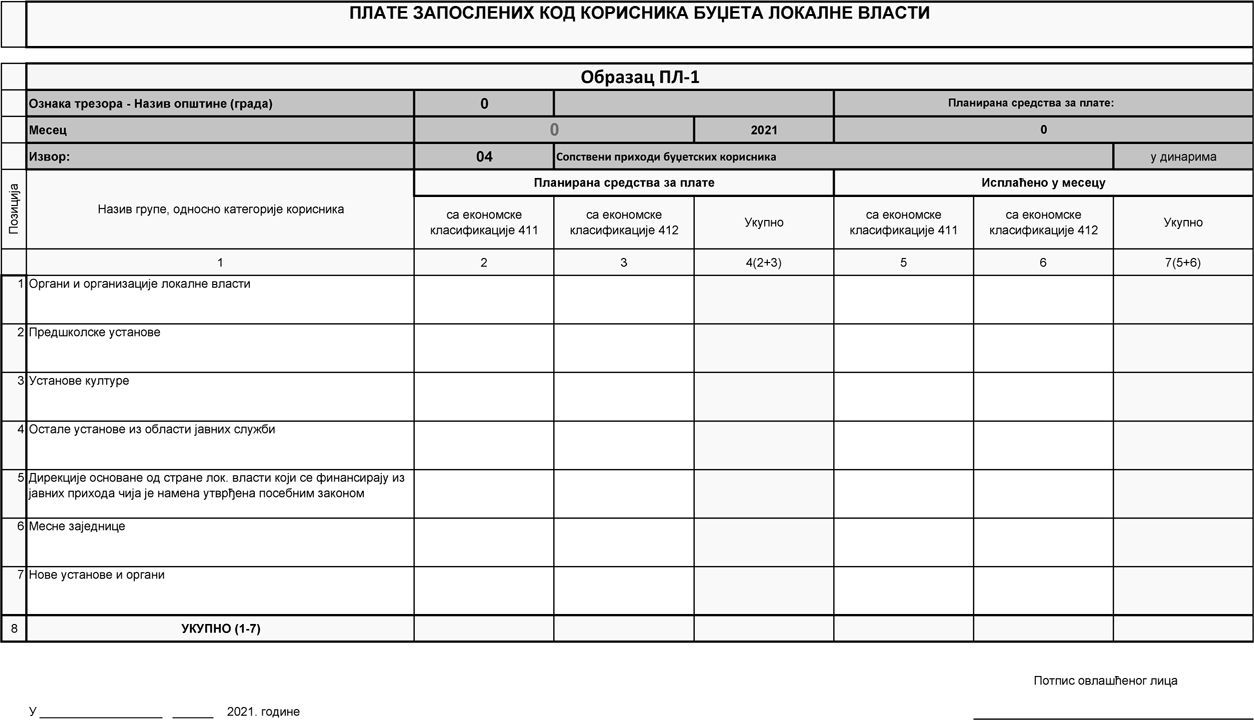 ПЛАТЕ ЗАПОСЛЕНИХ КОД КОРИСНИКА БУЏЕТА ЛОКАЛНЕ ВЛАСТИ
Образац ПЛ-1
Ознака трезора - Назив општине (града) 0 Планирана средства за плате:
Месец 0 2021 0
Извор: 04 Сопствени приходи буџетских корисника у динарима
Позиција
Назив групе, односно категорије корисника
Планирана средства за плате Исплаћено у месецу
са економске са економске Укупно са економске са економске Укупно
класификације 411 класификације 412 класификације 411 класификације 412
1 2 3 4(2+3) 5 6 7(5+6)
1 Органи и организације локалне власти
2 Предшколске установе
3 Установе културе
4 Остале установе из области јавних служби
5 Дирекције основане од стране лок. власти који се финансирају из
јавних прихода чија је намена утврђена посебним законом
6 Месне заједнице
7 Нове установе и органи
8 УКУПНО (1-7)
Потпис овлашћеног лица
У __________________ ______ 2021. године